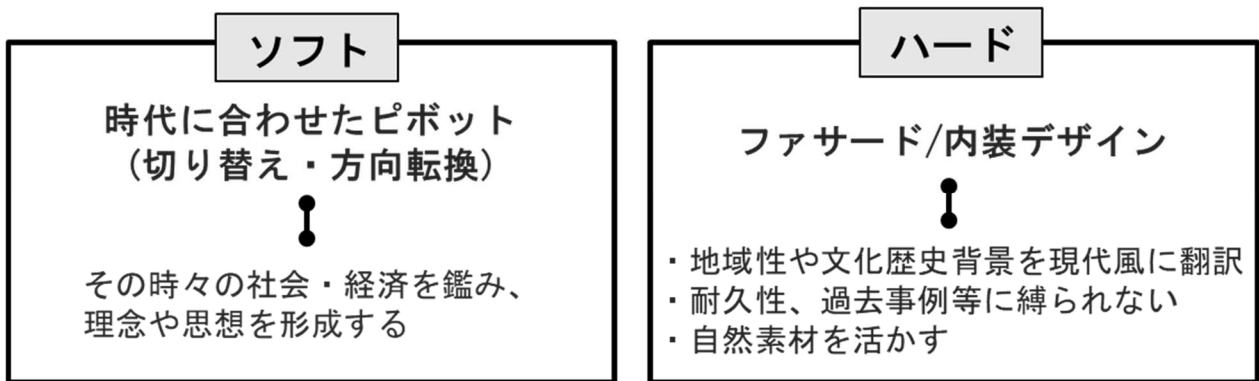 ソフト
時代に合わせたピボット
(切り替え・方向転換)
その時々の社会・経済を鑑み、
理念や思想を形成する
ハード
ファサード/内装デザイン
・地域性や文化歴史背景を現代風に翻訳
・耐久性、過去事例等に縛られない
・自然素材を活かす